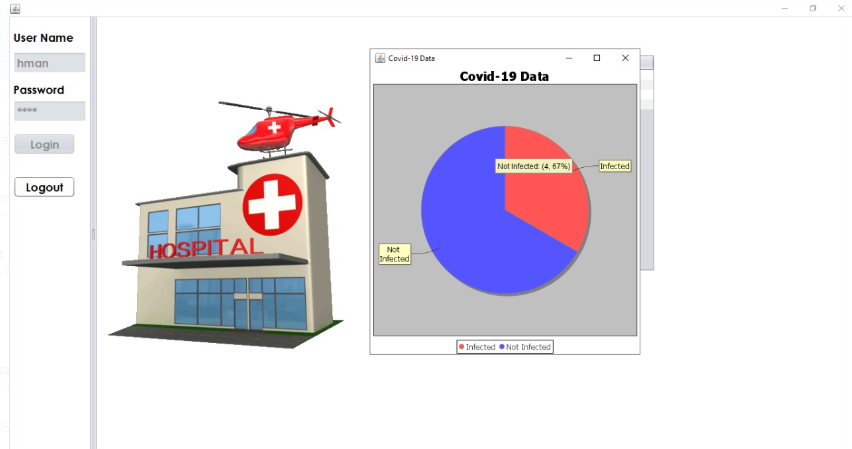 User Name
hman
Password
****
Login
Logout
HOSPITAL
Covid-19 Data
Covid-19 Data
Not Infected: (4, 67%)
Infected
Not
Infected
Infected
Not Infected